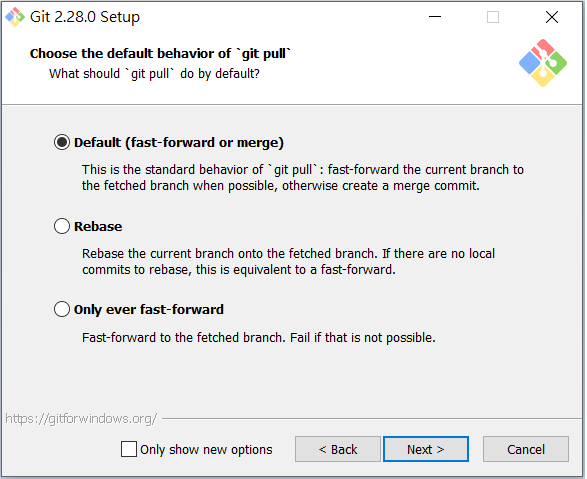 Git 2.28.0 Setup
Choose the default behavior of `git pull`
What should `git pull` do by default?
Default (fast-forward or merge)
This is the standard behavior of `git pull`: fast-forward the current branch to
the fetched branch when possible, otherwise create a merge commit.
Rebase
Rebase the current branch onto the fetched branch. If there are no local
commits to rebase, this is equivalent to a fast-forward.
Only ever fast-forward
Fast-forward to the fetched branch. Fail if that is not possible.
https://gitforwindows.org/
Only show new options
< Back
Next >
Cancel